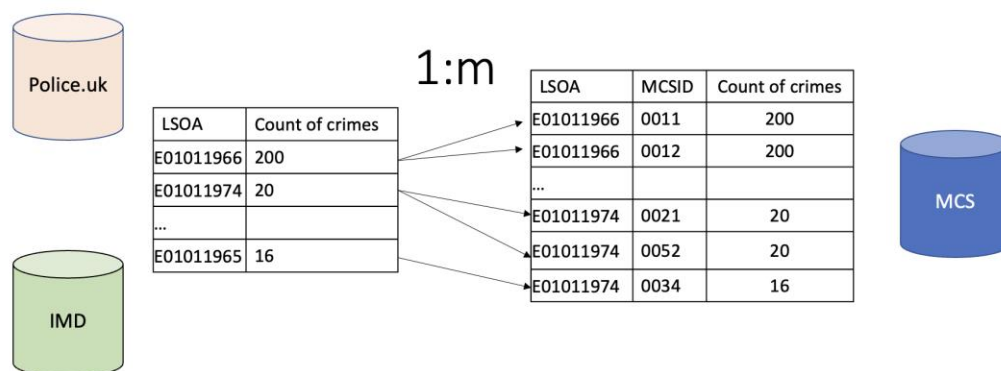 Police.uk
1:m
LSOA Count of crimes
E01011966 200
E01011974 20
...
E01011965 16
LSOA MCSID Count of crimes
E01011966 0011 200
E01011966 0012 200
...
E01011974 0021 20
E01011974 0052 20
E01011974 0034 16
MCS
IMD